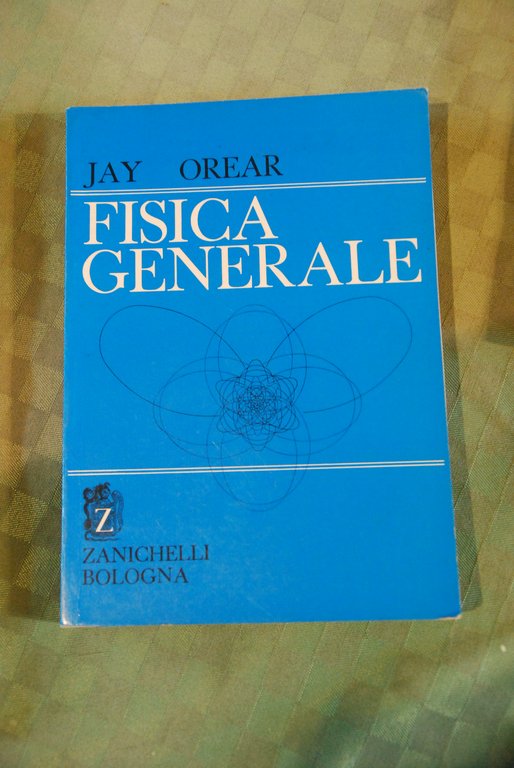 JAY OREAR
FISICA
GENERALE
Z
ZANICHELLI
BOLOGNA